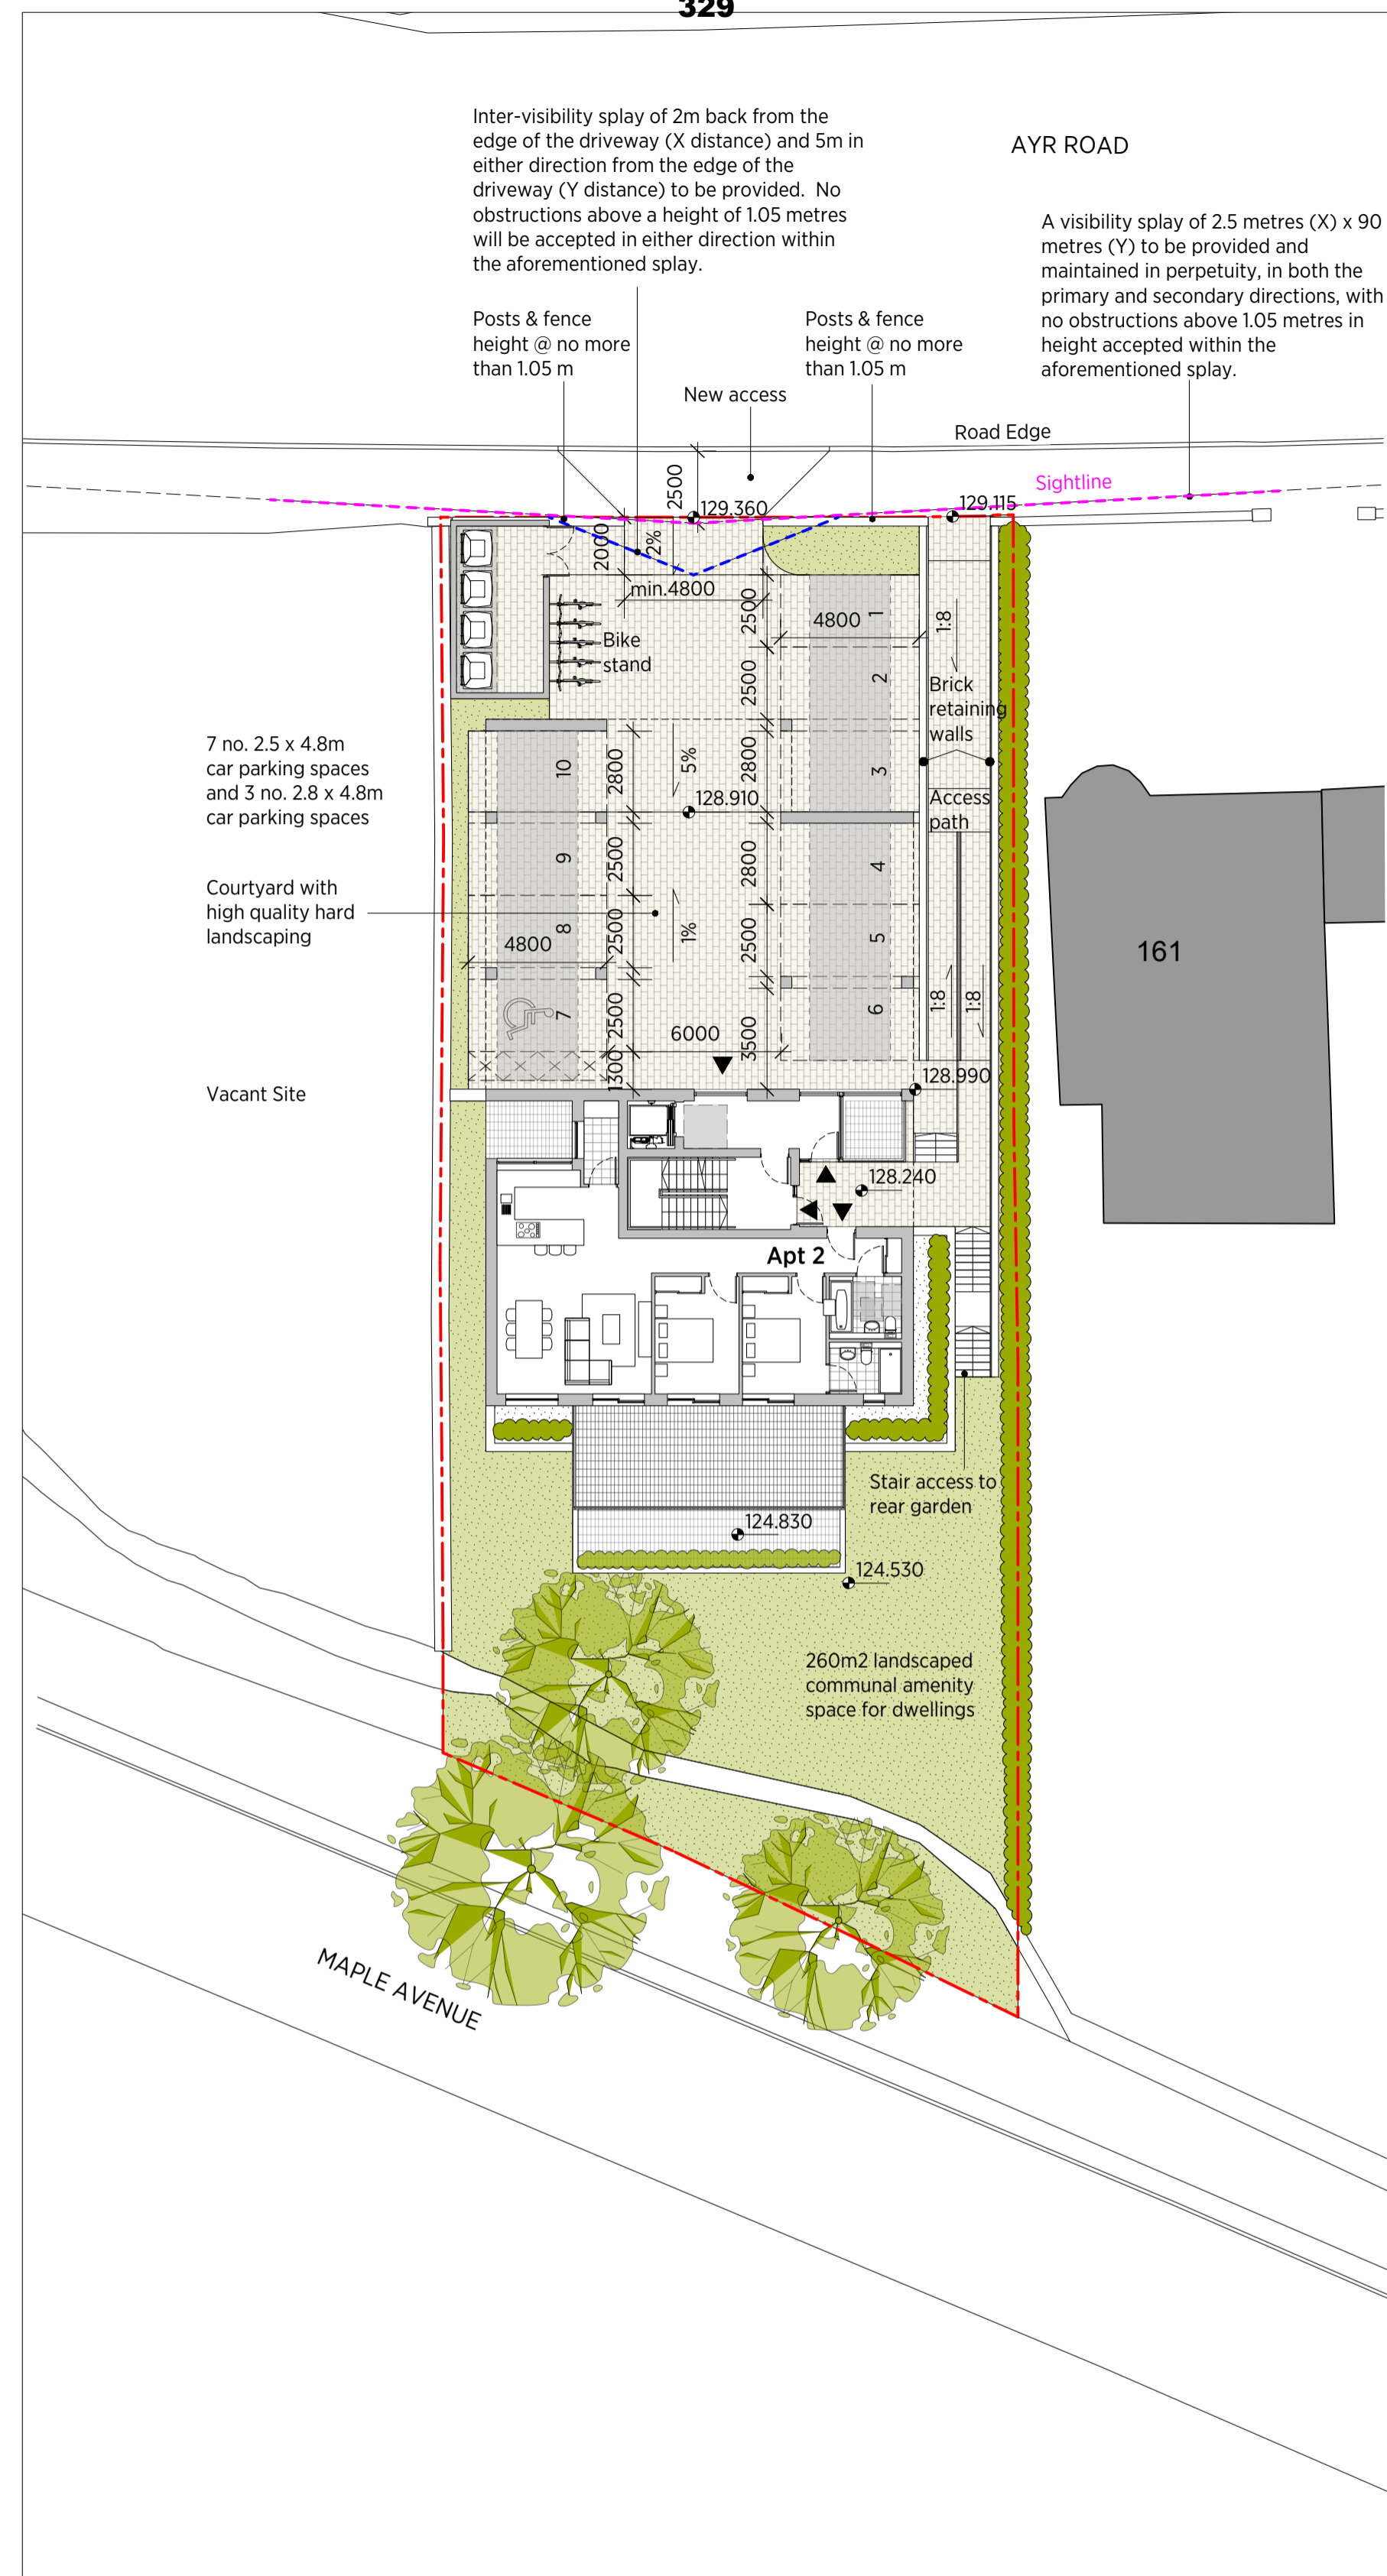 329
Inter-visibility splay of 2m back from the
edge of the driveway (X distance) and 5m in
either direction from the edge of the
driveway (Y distance) to be provided.  No
obstructions above a height of 1.05 metres
will be accepted in either direction within
the aforementioned splay.
AYR ROAD
A visibility splay of 2.5 metres (X) x 90
metres (Y) to be provided and
maintained in perpetuity, in both the
primary and secondary directions, with
no obstructions above 1.05 metres in
height accepted within the
aforementioned splay.
Posts & fence
height @ no more
than 1.05 m
Posts & fence
height @ no more
than 1.05 m
New access
Road Edge
Sightline
2500
129.360
129.115
2000
2%
min.4800
2500
4800
1
1:8
Bike
stand
2500
2
Brick
retaining
walls
7 no. 2.5 x 4.8m
car parking spaces
and 3 no. 2.8 x 4.8m
car parking spaces
10
2800
5%
2800
3
128.910
Access
path
9
2500
2800
4
Courtyard with
high quality hard
landscaping
4800
8
2500
1%
2500
5
161
7
2500
6000
3500
6
1:8
1:8
1300
128.990
Vacant Site
128.240
Apt 2
Stair access to
rear garden
124.830
124.530
260m2 landscaped
communal amenity
space for dwellings
MAPLE AVENUE